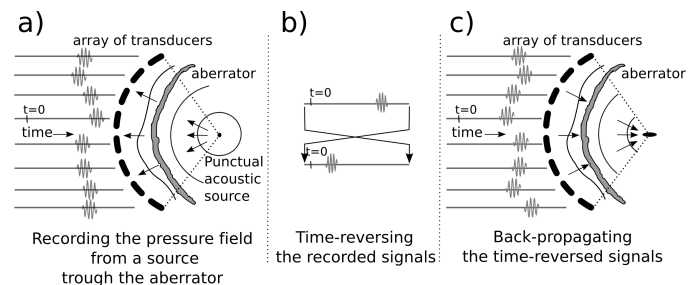 a)
array of transducers
aberrator
t=0
time
Punctual
acoustic
source
Recording the pressure field
from a source
trough the aberrator
b)
t=0
t=0
Time-reversing
the recorded signals
c)
array of transducers
aberrator
t=0
time
Back-propagating
the time-reversed signals